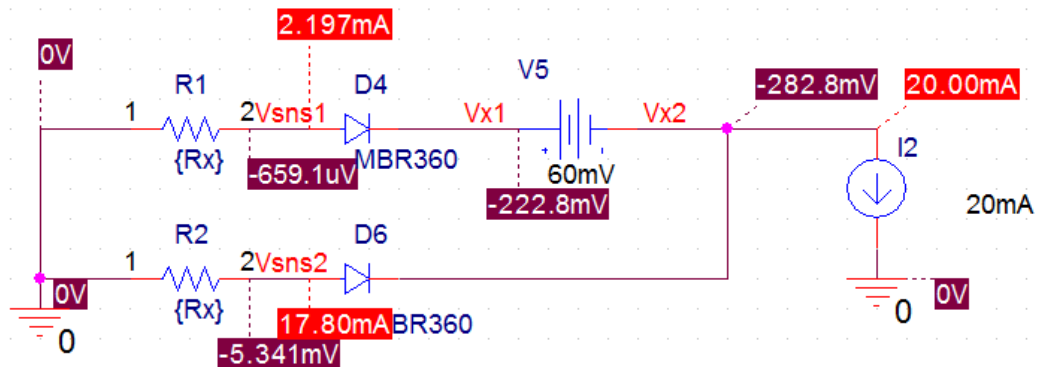 2.197mA
0V
V5
R1
D4
-282.8mV
20.00mA
1
2
Vsns1
Vx1
Vx2
I2
{Rx}
MBR360
-659.1uV
60mV
-222.8mV
20mA
R2
D6
1
2
Vsns2
0V
{Rx}
17.80mA
BR360
0V
0
0
-5.341mV